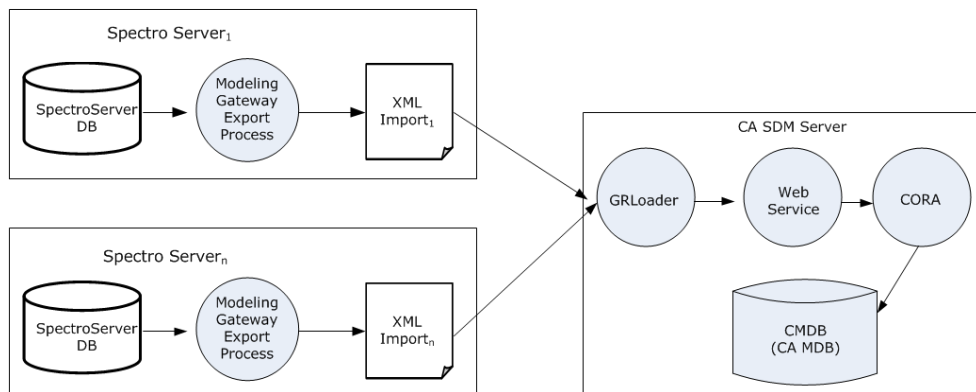 Spectro Server₁
SpectroServer
DB
Modeling
Gateway
Export
Process
XML
Import₁
Spectro Serverₙ
SpectroServer
DB
Modeling
Gateway
Export
Process
XML
Importₙ
CA SDM Server
GRLoader
Web
Service
CORA
CMDB
(CA MDB)